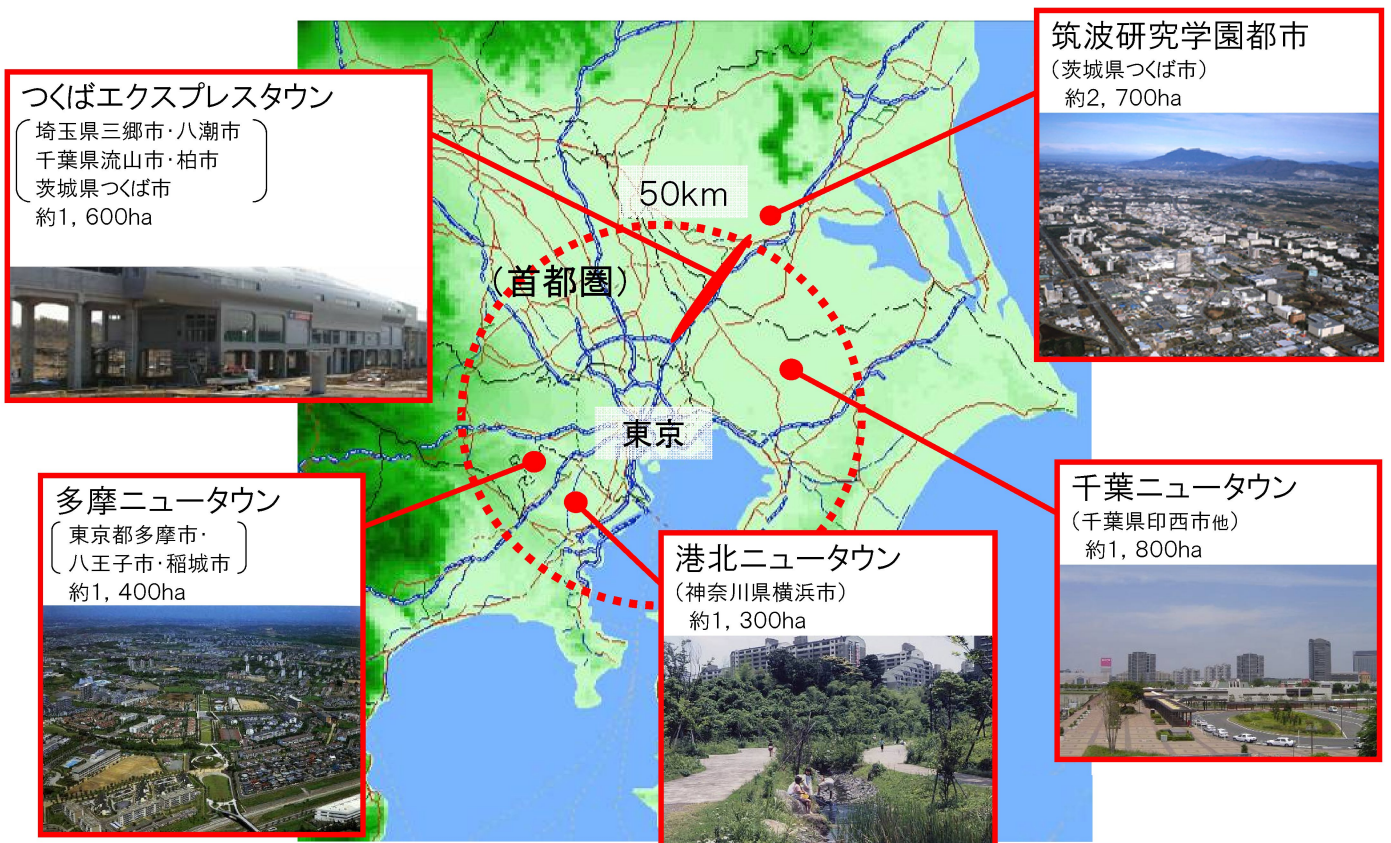 つくばエクスプレスタウン
埼玉県三郷市・八潮市
千葉県流山市・柏市
茨城県つくば市
約1，600ha
筑波研究学園都市
（茨城県つくば市）
約2，700ha
50km
（首都圏）
東京
多摩ニュータウン
東京都多摩市・
八王子市・稲城市
約1，400ha
港北ニュータウン
（神奈川県横浜市）
約1，300ha
千葉ニュータウン
（千葉県印西市他）
約1，800ha